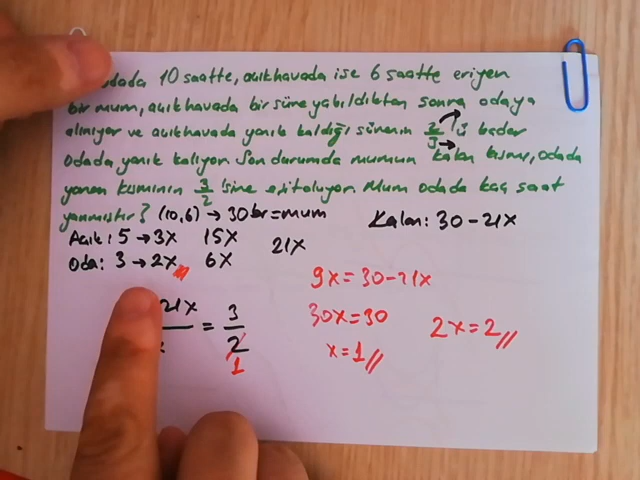 odada 10 saatte, açıkhavada ise 6 saatte eriyen
bir mum, açıkhavada bir süre yakıldıktan sonra odaya
alınıyor ve açıkhavada yanık kaldığı sürenin 2/3 ü kadar
odada yanık kalıyor. Son durumda mumun kalan kısmı, odada
yanan kısmının 3/2 'sine eşit oluyor. Mum odada kaç saat
yanmıştır? (10,6) → 30br=mum
Kalan: 30-21x
Açık: 5 → 3x 15x 21x
Oda: 3 → 2x 6x
9x=30-21x
21x = 3/2 1
30x=30
2x=2
x=1